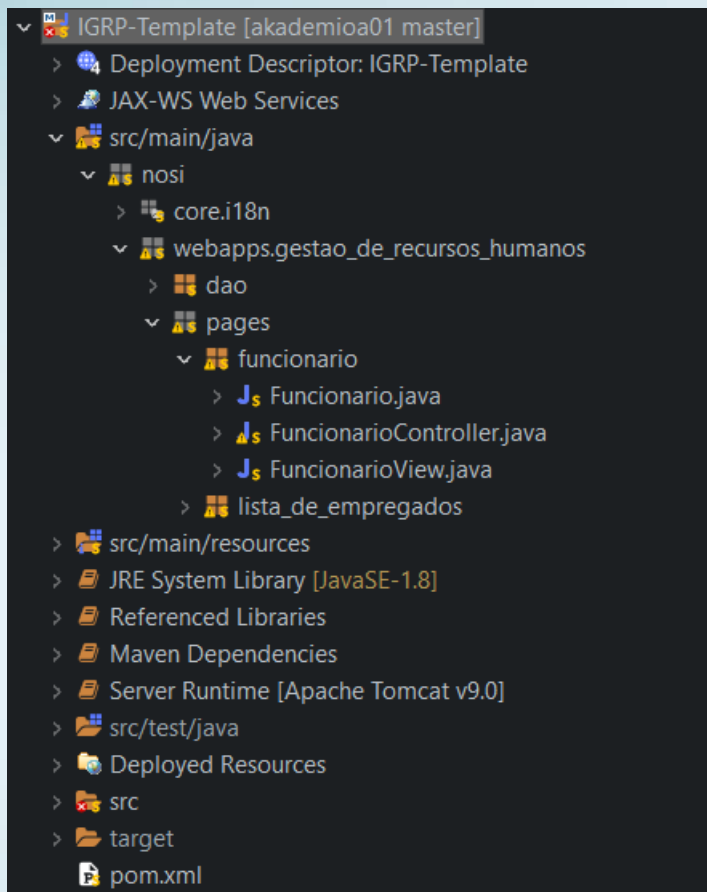 IGRP-Template [akademioa01 master]
Deployment Descriptor: IGRP-Template
JAX-WS Web Services
src/main/java
nosi
core.i18n
webapps.gestao_de_recursos_humanos
dao
pages
funcionario
Funcionario.java
FuncionarioController.java
FuncionarioView.java
lista_de_empregados
src/main/resources
JRE System Library [JavaSE-1.8]
Referenced Libraries
Maven Dependencies
Server Runtime [Apache Tomcat v9.0]
src/test/java
Deployed Resources
src
target
pom.xml